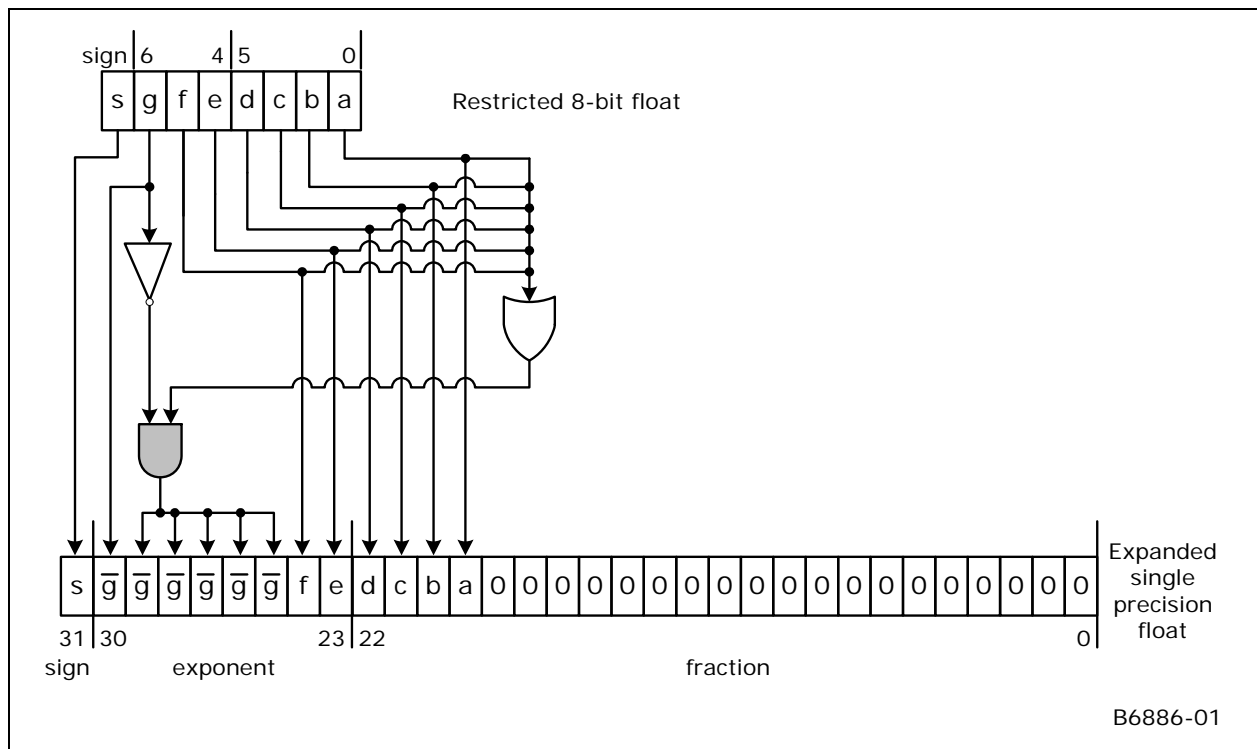 sign 6 4 5 0
s g f e d c b a
Restricted 8-bit float
s g̅ g̅ g̅ g̅ g̅ g̅ f e d c b a 0 0 0 0 0 0 0 0 0 0 0 0 0 0 0 0 0 0 0
Expanded
single
precision
float
31 30 23 22 0
sign exponent fraction
B6886-01